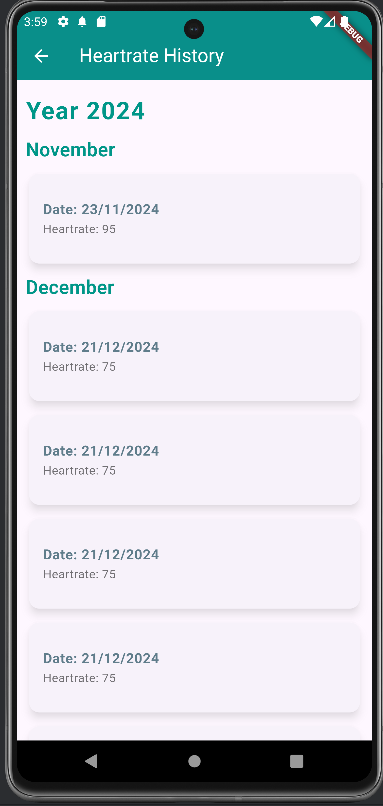 3:59
DEBUG
Heartrate History
Year 2024
November
Date: 23/11/2024
Heartrate: 95
December
Date: 21/12/2024
Heartrate: 75
Date: 21/12/2024
Heartrate: 75
Date: 21/12/2024
Heartrate: 75
Date: 21/12/2024
Heartrate: 75